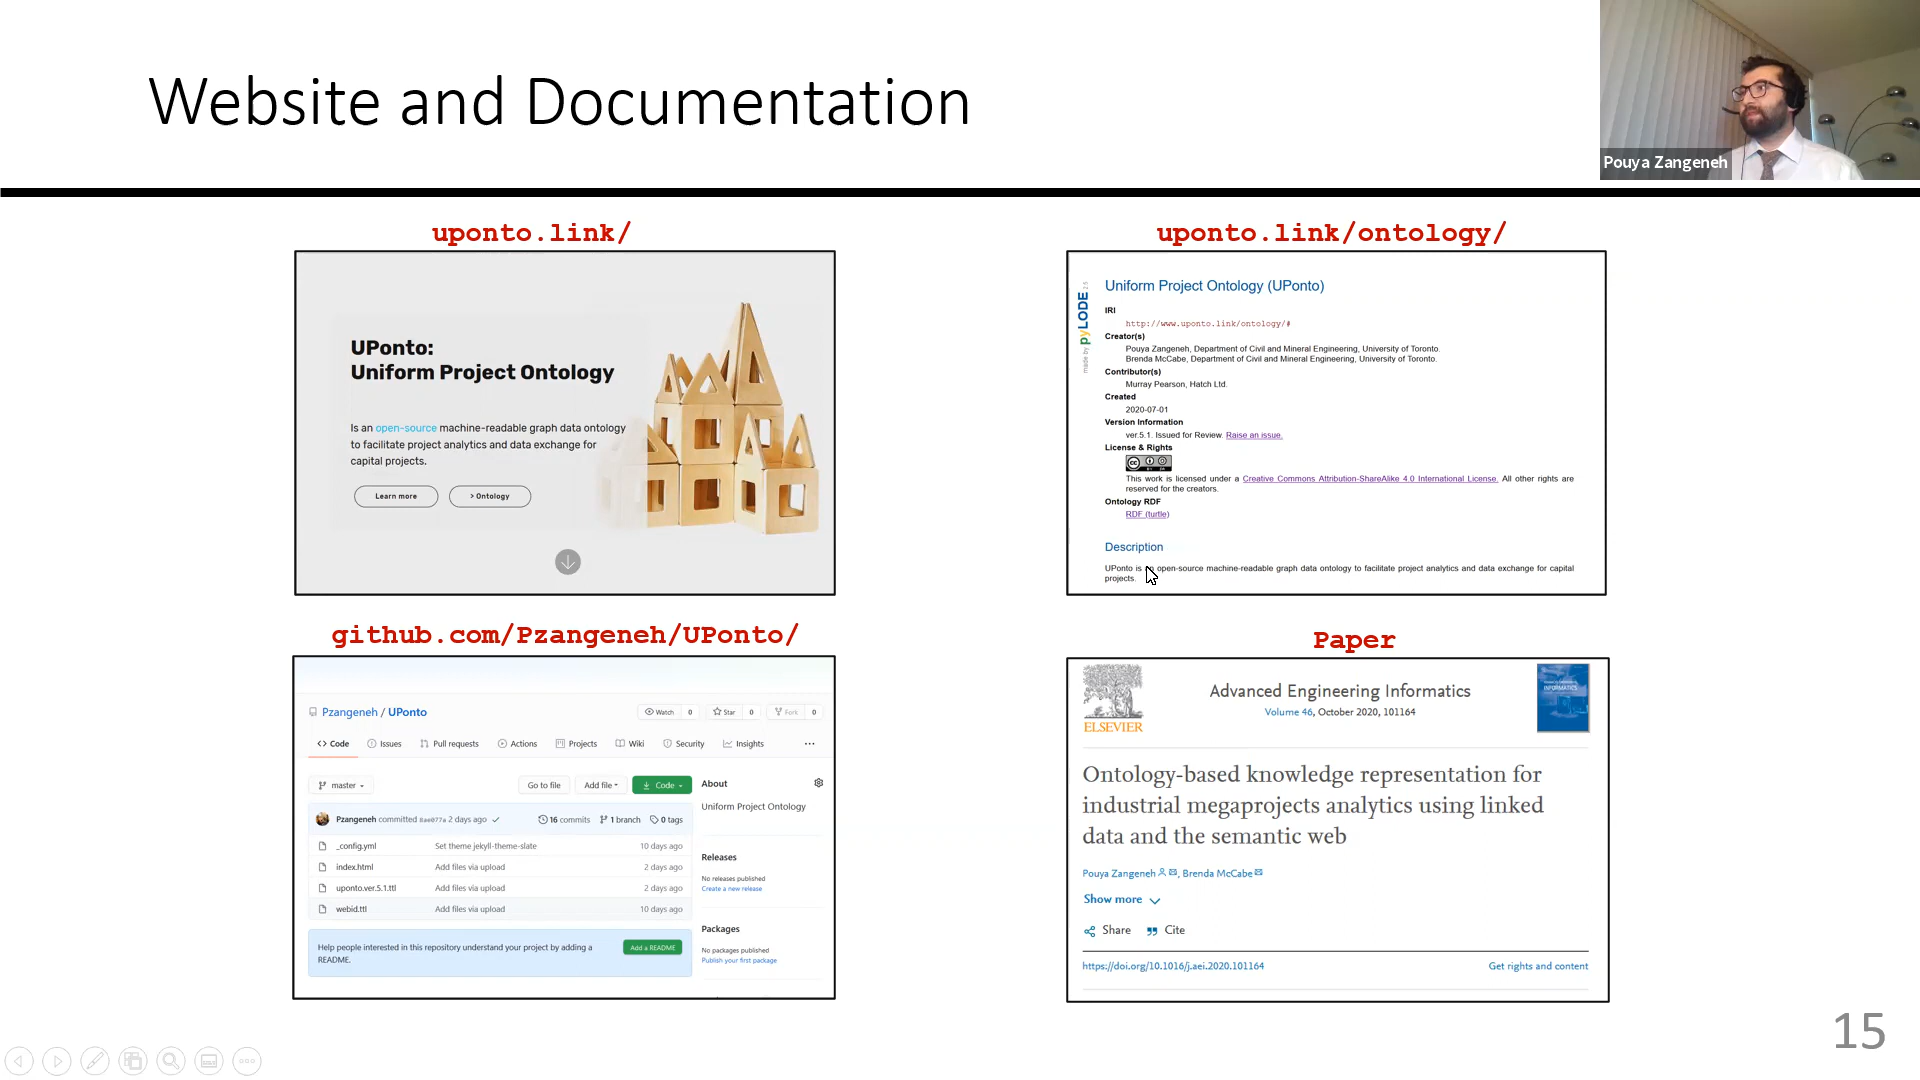 Website and Documentation
Pouya Zangeneh
uponto.link/
UPonto:
Uniform Project Ontology
Is an open-source machine-readable graph data ontology
to facilitate project analytics and data exchange for
capital projects.
Learn more
> Ontology
uponto.link/ontology/
made by pyLODE 2.5
Uniform Project Ontology (UPonto)
IRI
http://www.uponto.link/ontology/#
Creator(s)
Pouya Zangeneh, Department of Civil and Mineral Engineering, University of Toronto.
Brenda McCabe, Department of Civil and Mineral Engineering, University of Toronto.
Contributor(s)
Murray Pearson, Hatch Ltd.
Created
2020-07-01
Version Information
ver.5.1. Issued for Review. Raise an issue.
License & Rights
This work is licensed under a Creative Commons Attribution-ShareAlike 4.0 International License. All other rights are
reserved for the creators.
Ontology RDF
RDF (turtle)
Description
UPonto is an open-source machine-readable graph data ontology to facilitate project analytics and data exchange for capital
projects.
github.com/Pzangeneh/UPonto/
Pzangeneh / UPonto
Watch 0 Star 0 Fork 0
<> Code Issues Pull requests Actions Projects Wiki Security Insights ...
master Go to file Add file Code
Pzangeneh committed 8ae077a 2 days ago 16 commits 1 branch 0 tags
_config.yml Set theme jekyll-theme-slate 10 days ago
index.html Add files via upload 2 days ago
uponto.ver.5.1.ttl Add files via upload 2 days ago
webid.ttl Add files via upload 10 days ago
Help people interested in this repository understand your project by adding a
README.
Add a README
About
Uniform Project Ontology
Releases
No releases published
Create a new release
Packages
No packages published
Publish your first package
Paper
ELSEVIER
Advanced Engineering Informatics
Volume 46, October 2020, 101164
INFORMATICS
Ontology-based knowledge representation for
industrial megaprojects analytics using linked
data and the semantic web
Pouya Zangeneh, Brenda McCabe
Show more
Share Cite
https://doi.org/10.1016/j.aei.2020.101164
Get rights and content
15